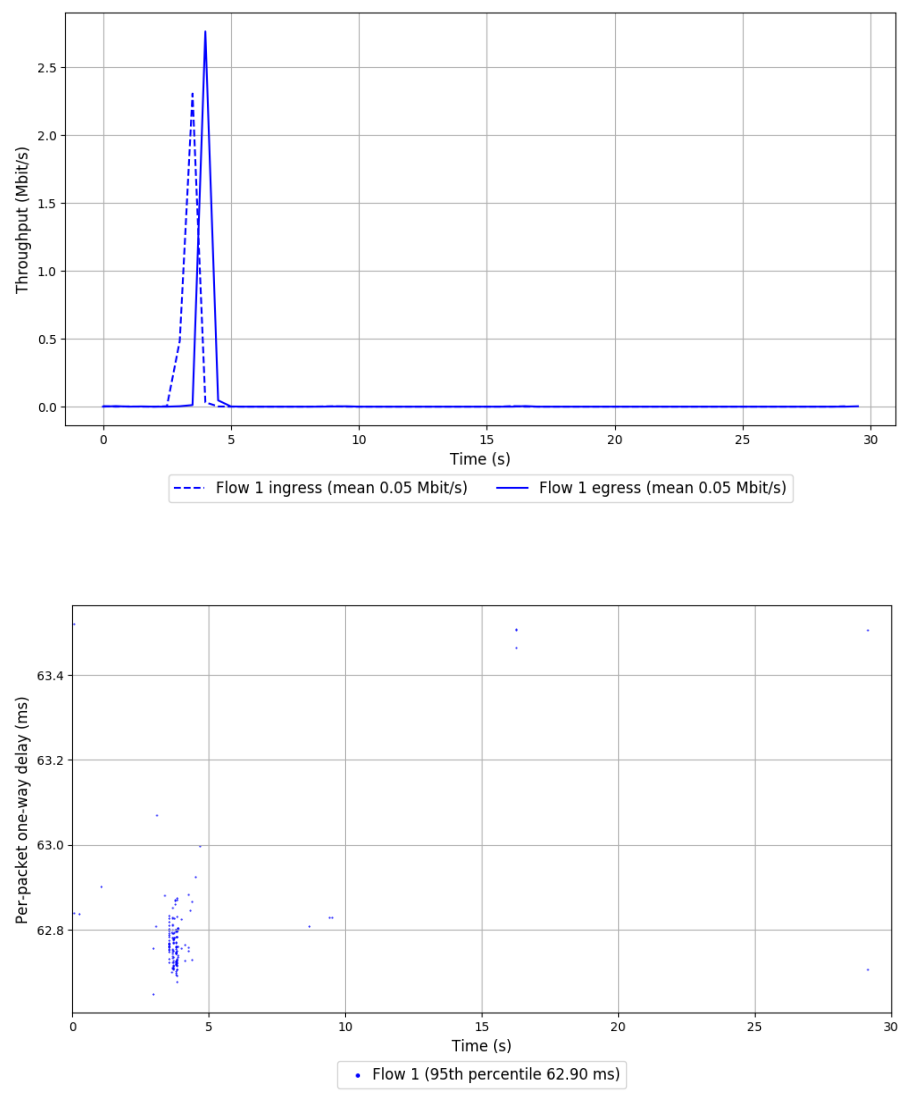 2.5
2.0
1.5
1.0
0.5
0.0
Throughput (Mbit/s)
0 5 10 15 20 25 30
Time (s)
Flow 1 ingress (mean 0.05 Mbit/s) Flow 1 egress (mean 0.05 Mbit/s)
63.4
63.2
63.0
62.8
Per-packet one-way delay (ms)
0 5 10 15 20 25 30
Time (s)
Flow 1 (95th percentile 62.90 ms)